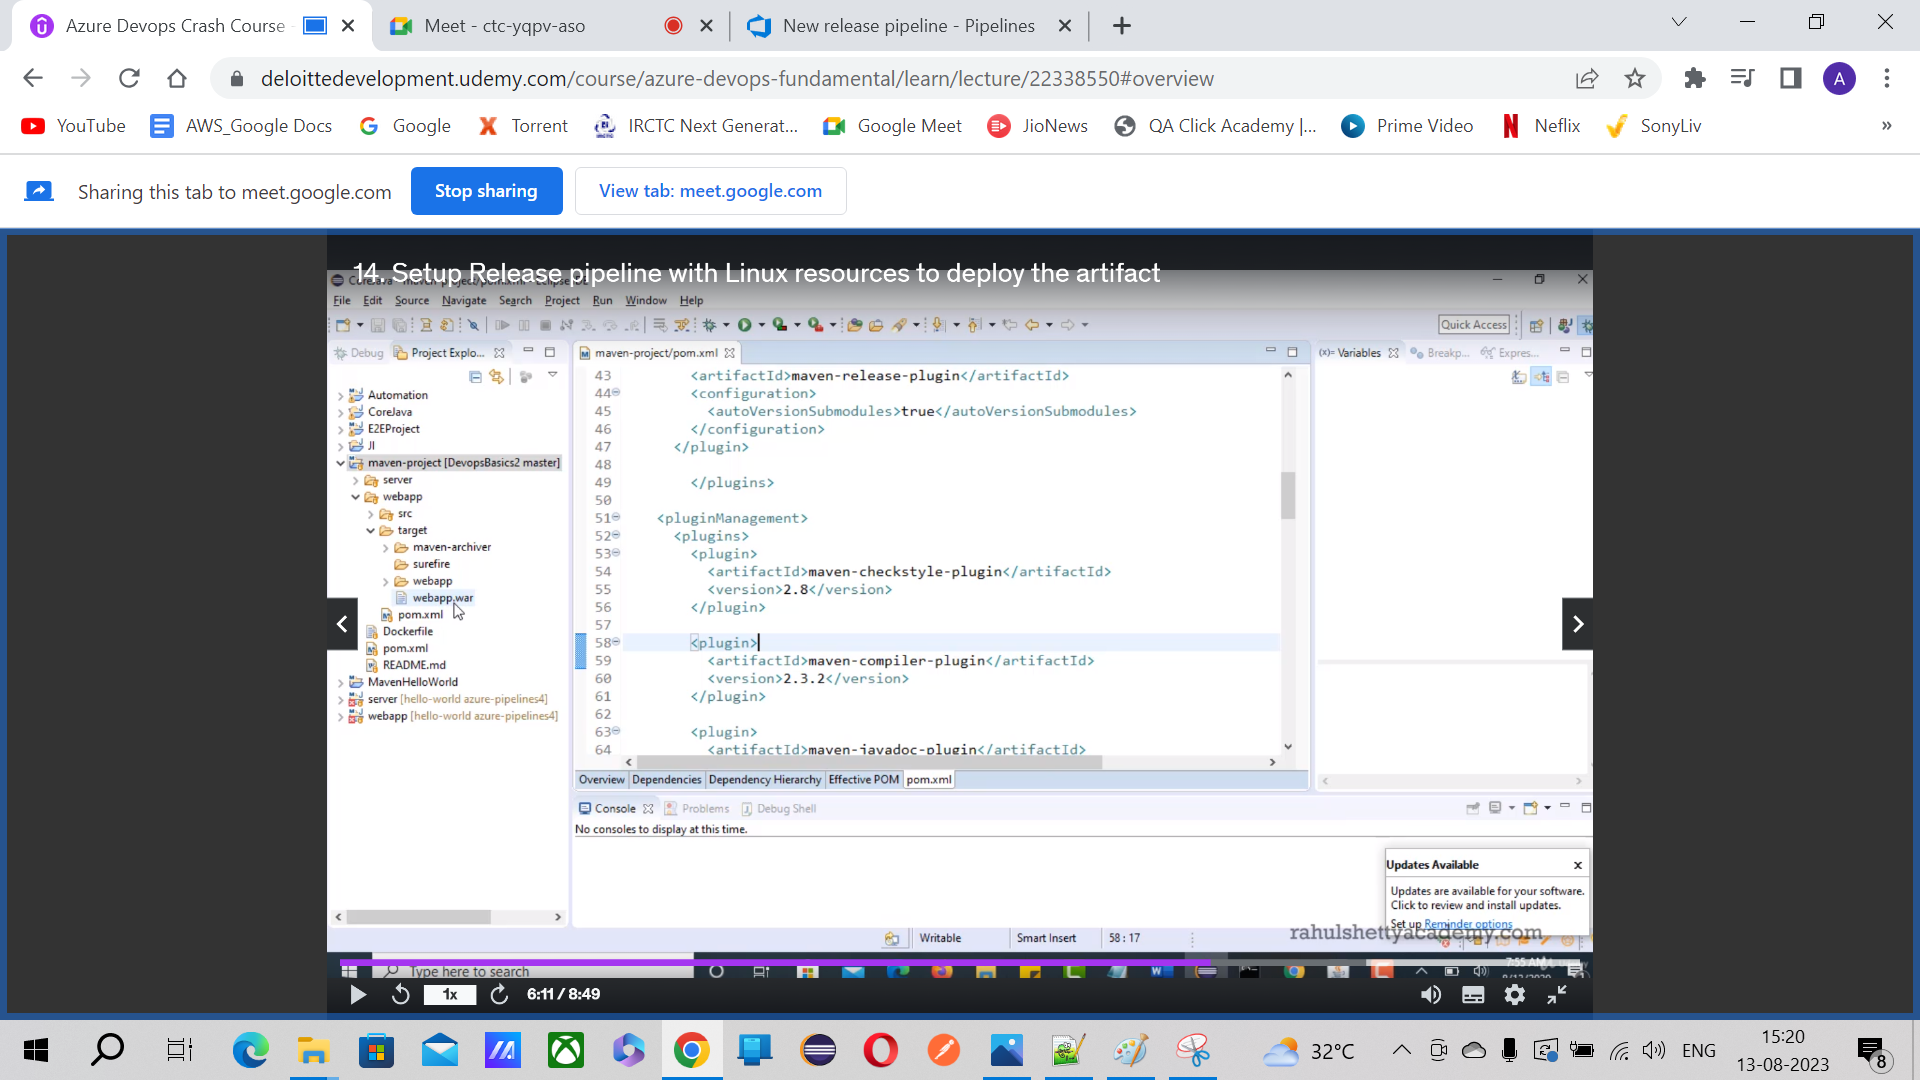 Azure Devops Crash Course
Meet - ctc-yqpv-aso
New release pipeline - Pipelines
deloittedevelopment.udemy.com/course/azure-devops-fundamental/learn/lecture/22338550#overview
A
YouTube
AWS_Google Docs
Google
Torrent
IRCTC Next Generat...
Google Meet
JioNews
QA Click Academy |...
Prime Video
Neflix
SonyLiv
»
Sharing this tab to meet.google.com
Stop sharing
View tab: meet.google.com
14. Setup Release pipeline with Linux resources to deploy the artifact
File Edit Source Navigate Search Project Run Window Help
Quick Access
Debug
Project Explo...
maven-project/pom.xml
(x)= Variables
Breakp...
Expres...
Automation
CoreJava
E2EProject
JI
maven-project [DevopsBasics2 master]
server
webapp
src
target
maven-archiver
surefire
webapp
webapp.war
pom.xml
Dockerfile
pom.xml
README.md
MavenHelloWorld
server [hello-world azure-pipelines4]
webapp [hello-world azure-pipelines4]
43 <artifactId>maven-release-plugin</artifactId>
44 <configuration>
45 <autoVersionSubmodules>true</autoVersionSubmodules>
46 </configuration>
47 </plugin>
48
49 </plugins>
50
51 <pluginManagement>
52 <plugins>
53 <plugin>
54 <artifactId>maven-checkstyle-plugin</artifactId>
55 <version>2.8</version>
56 </plugin>
57
58 <plugin>
59 <artifactId>maven-compiler-plugin</artifactId>
60 <version>2.3.2</version>
61 </plugin>
62
63 <plugin>
64 <artifactId>maven-javadoc-plugin</artifactId>
Overview Dependencies Dependency Hierarchy Effective POM pom.xml
Console Problems Debug Shell
No consoles to display at this time.
Updates Available
Updates are available for your software.
Click to review and install updates.
Set up Reminder options
rahulshettyacademy.com
Writable
Smart Insert
58 : 17
Type here to search
7:55 AM
1x
6:11 / 8:49
32°C
ENG
15:20
13-08-2023
8